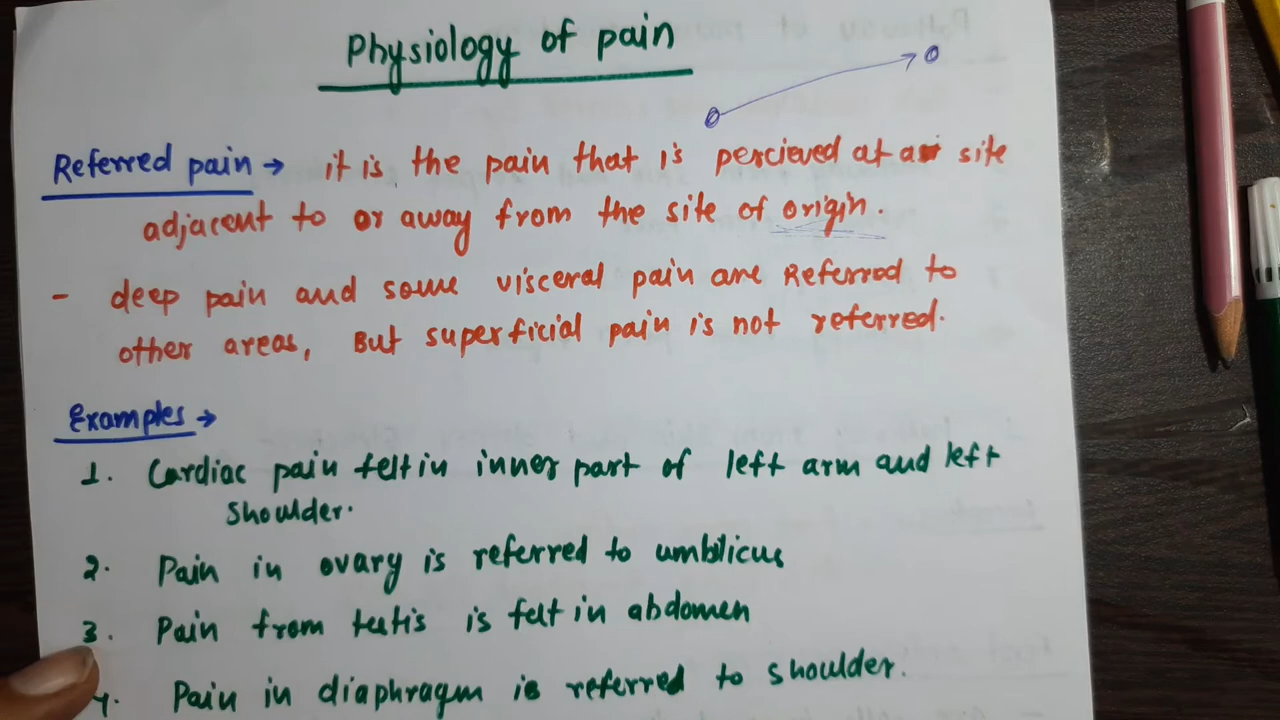 Physiology of pain
Referred pain → it is the pain that is percieved at a site
adjacent to or away from the site of origin.
- deep pain and some visceral pain are Referred to
other areas, But superficial pain is not referred.
Examples →
1. Cardiac pain felt in inner part of left arm and left
shoulder.
2. Pain in ovary is referred to umbilicus
3. Pain from testis is felt in abdomen
4. Pain in diaphragm is referred to shoulder.